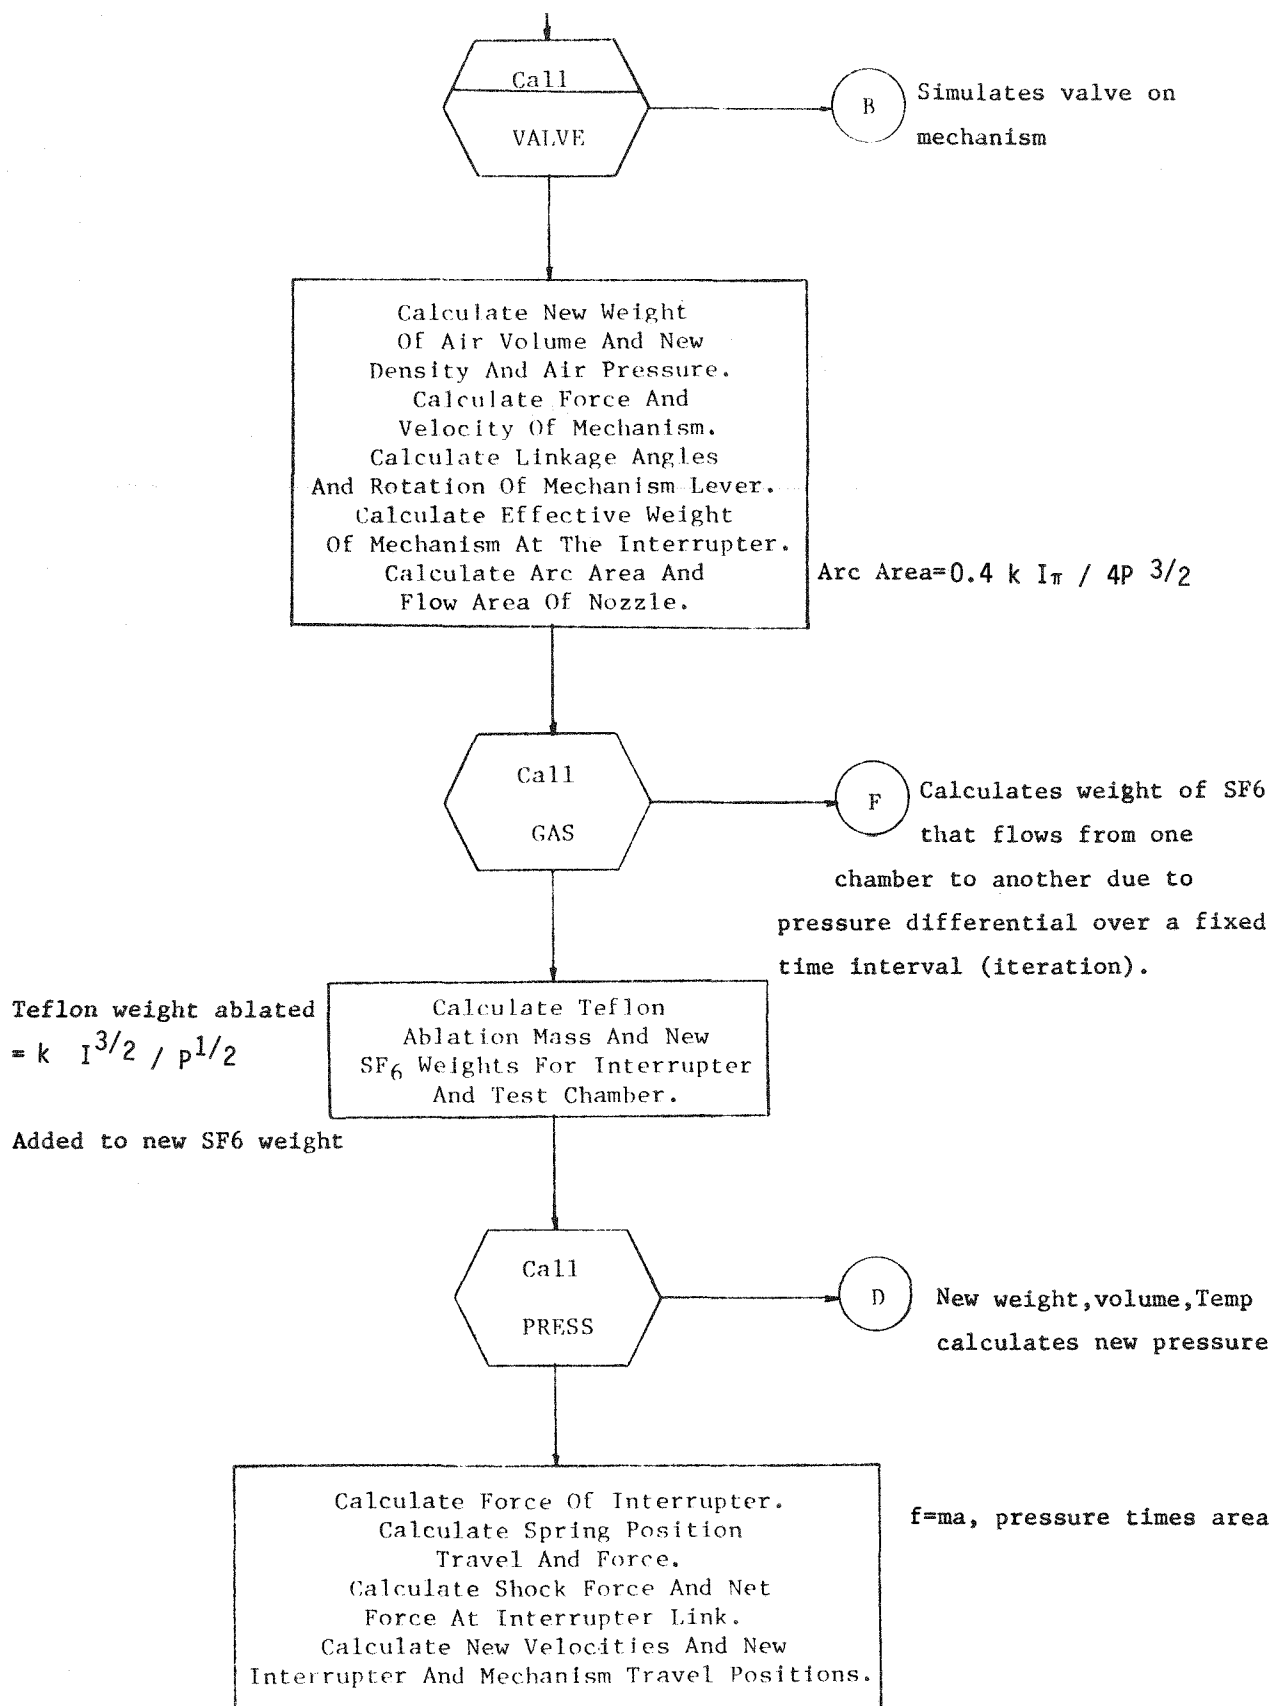 Call
VALVE
B
Simulates valve on
mechanism
Calculate New Weight
Of Air Volume And New
Density And Air Pressure.
Calculate Force And
Velocity Of Mechanism.
Calculate Linkage Angles
And Rotation Of Mechanism Lever.
Calculate Effective Weight
Of Mechanism At The Interrupter.
Calculate Arc Area And
Flow Area Of Nozzle.
Arc Area=0.4 k Iπ / 4P 3/2
Call
GAS
F
Calculates weight of SF6
that flows from one
chamber to another due to
pressure differential over a fixed
time interval (iteration).
Teflon weight ablated
= k I^3/2 / P^1/2
Added to new SF6 weight
Calculate Teflon
Ablation Mass And New
SF6 Weights For Interrupter
And Test Chamber.
Call
PRESS
D
New weight,volume,Temp
calculates new pressure
Calculate Force Of Interrupter.
Calculate Spring Position
Travel And Force.
Calculate Shock Force And Net
Force At Interrupter Link.
Calculate New Velocities And New
Interrupter And Mechanism Travel Positions.
f=ma, pressure times area